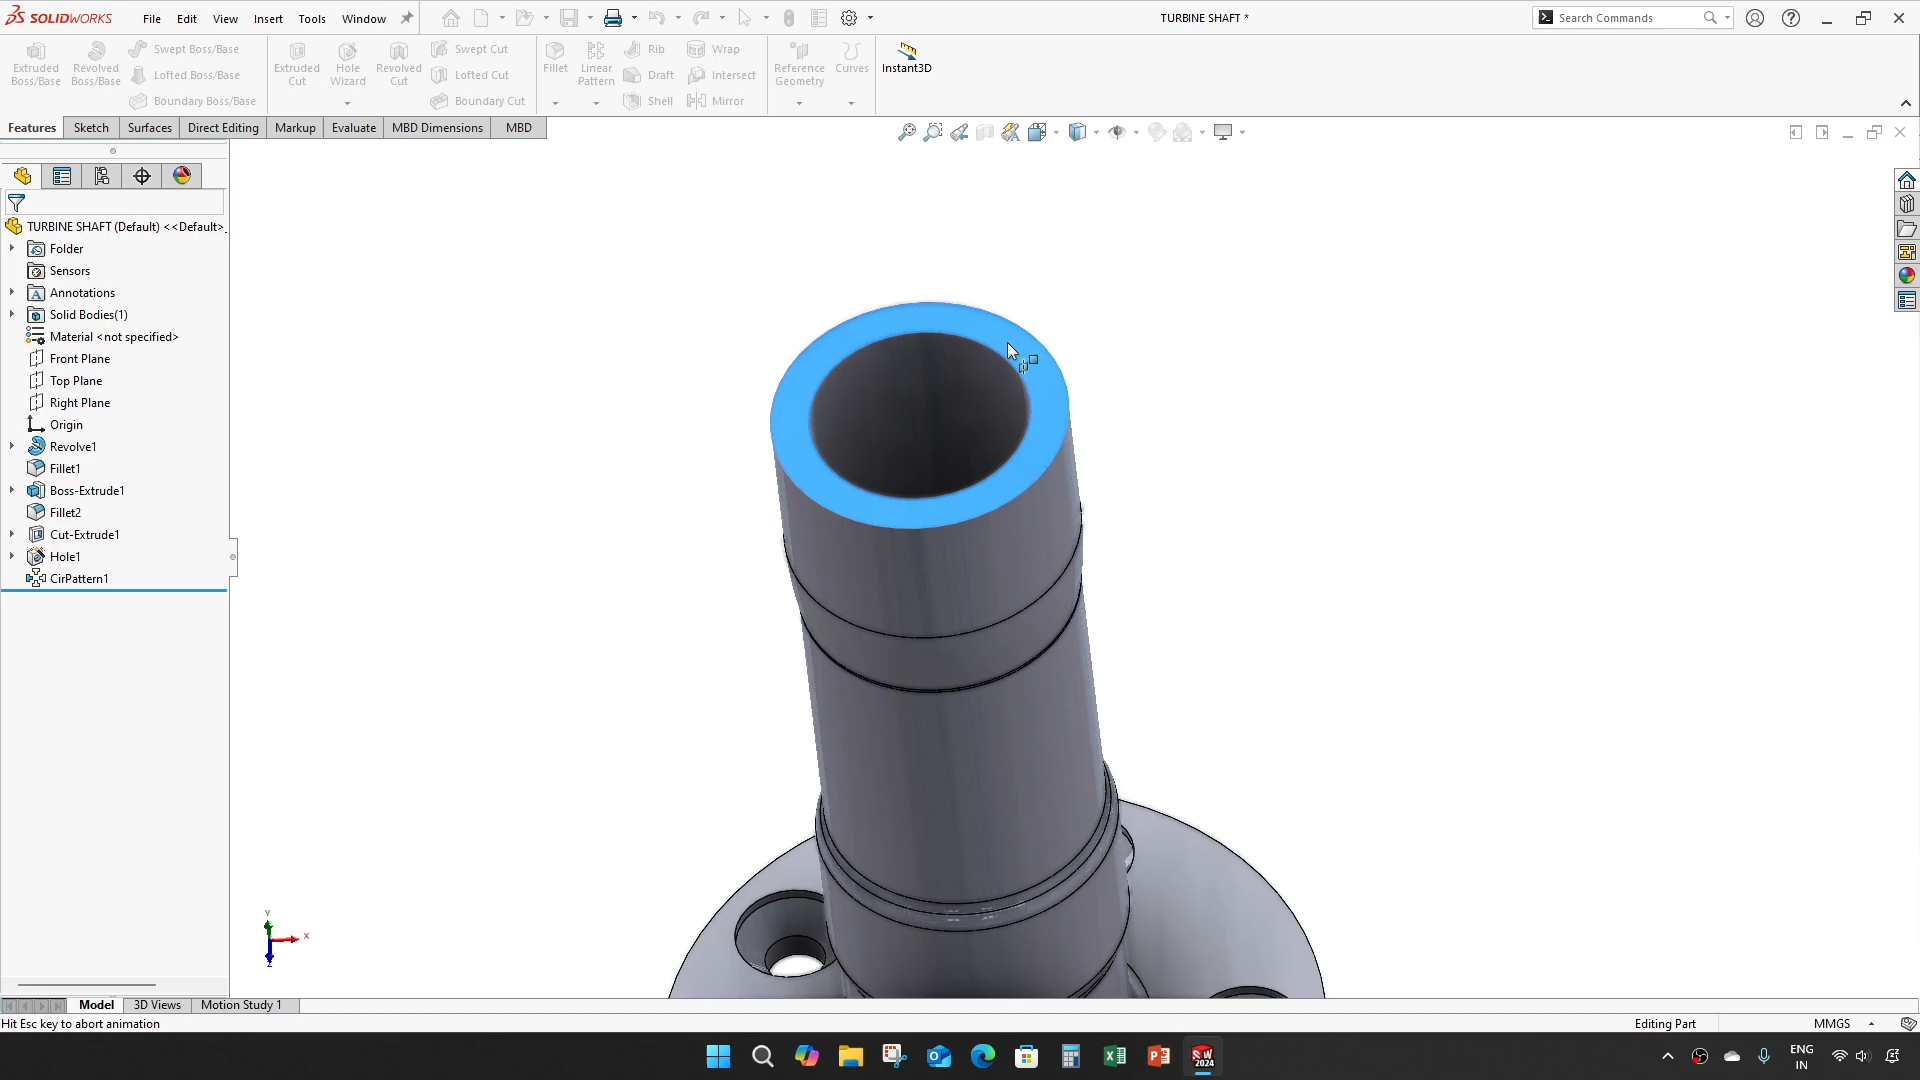 SOLIDWORKS
File Edit View Insert Tools Window
TURBINE SHAFT *
Search Commands
Extruded Boss/Base
Revolved Boss/Base
Swept Boss/Base
Lofted Boss/Base
Boundary Boss/Base
Extruded Cut
Hole Wizard
Revolved Cut
Swept Cut
Lofted Cut
Boundary Cut
Fillet
Linear Pattern
Rib
Draft
Shell
Wrap
Intersect
Mirror
Reference Geometry
Curves
Instant3D
Features Sketch Surfaces Direct Editing Markup Evaluate MBD Dimensions MBD
TURBINE SHAFT (Default) <<Default>_
Folder
Sensors
Annotations
Solid Bodies(1)
Material <not specified>
Front Plane
Top Plane
Right Plane
Origin
Revolve1
Fillet1
Boss-Extrude1
Fillet2
Cut-Extrude1
Hole1
CirPattern1
Y
X
Z
Model 3D Views Motion Study 1
Hit Esc key to abort animation
Editing Part
MMGS
SW
2024
ENG
IN